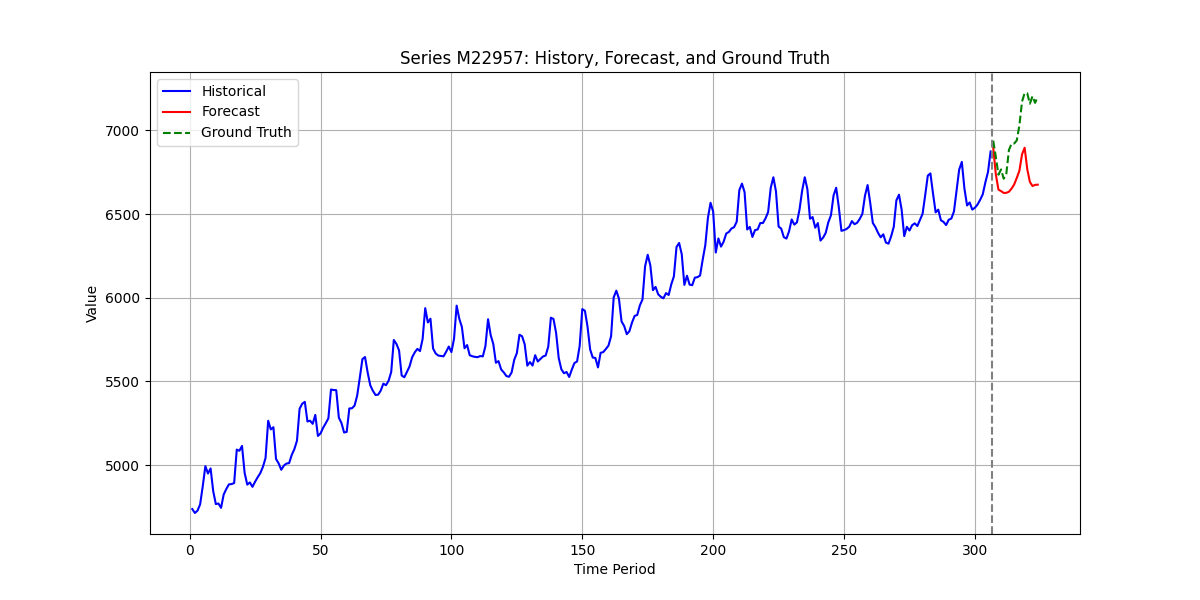 Series M22957: History, Forecast, and Ground Truth
Historical
Forecast
Ground Truth
7000
6500
6000
5500
5000
Value
0 50 100 150 200 250 300
Time Period